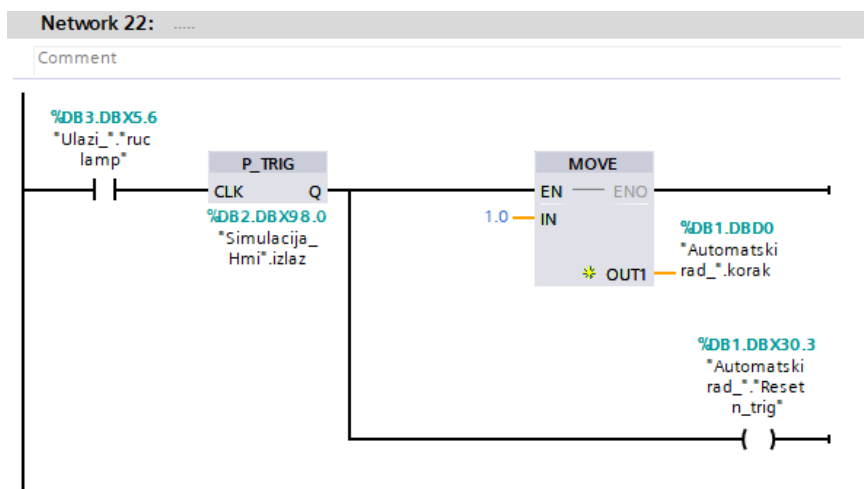 Network 22: .....
Comment
%DB3.DBX5.6
"Ulazi_"."ruc
lamp"
P_TRIG
CLK Q
%DB2.DBX98.0
"Simulacija_
Hmi".izlaz
MOVE
EN ENO
1.0 IN
OUT1
%DB1.DBD0
"Automatski
rad_".korak
%DB1.DBX30.3
"Automatski
rad_"."Reset
n_trig"